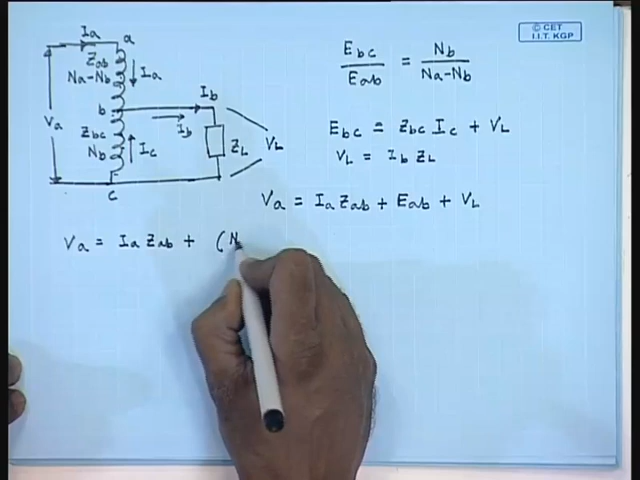 © CET
I.I.T. KGP
Ia a
Zab
Na-Nb
Ia
Va
b
Ib
Ib
Zbc
Nb
Ic
ZL
VL
c
Ebc / Eab = Nb / Na-Nb
Ebc = Zbc Ic + VL
VL = Ib ZL
Va = Ia Zab + Eab + VL
Va = Ia Zab + (N